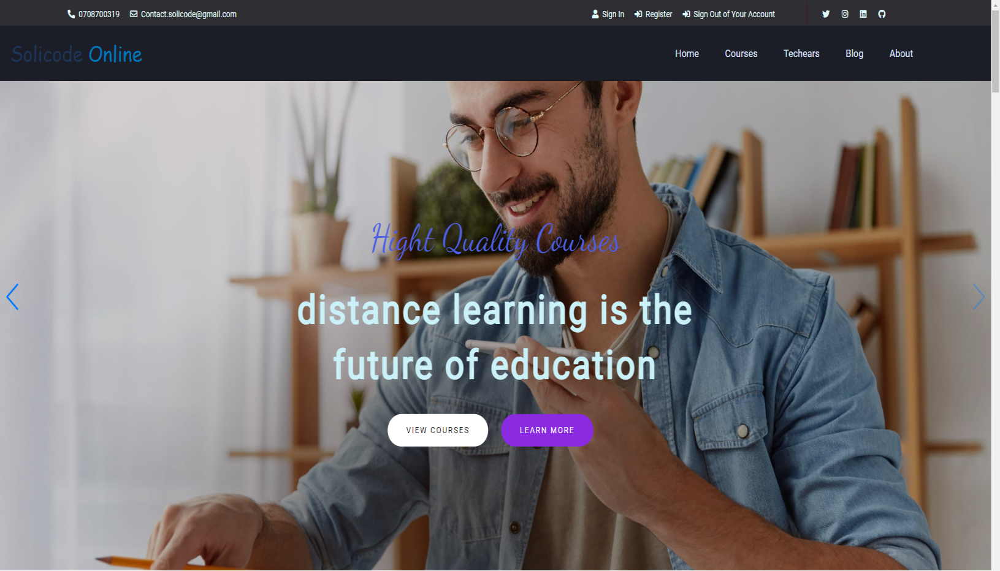 0708700319 Contact.solicode@gmail.com Sign In Register Sign Out of Your Account
Solicode Online Home Courses Techears Blog About
Hight Quality Courses
distance learning is the
future of education
VIEW COURSES LEARN MORE